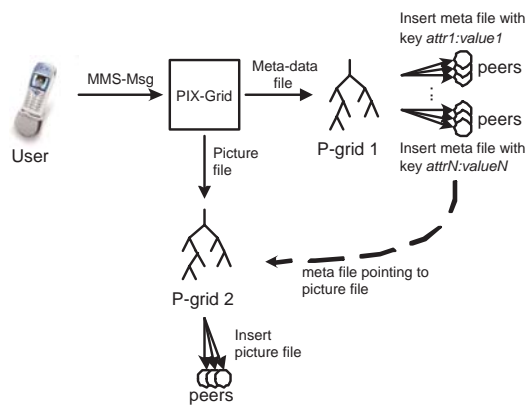 Insert meta file with
key attr1:value1
peers
MMS-Msg
PIX-Grid
Meta-data
file
P-grid 1
peers
User
Insert meta file with
key attrN:valueN
Picture
file
P-grid 2
meta file pointing to
picture file
Insert
picture file
peers